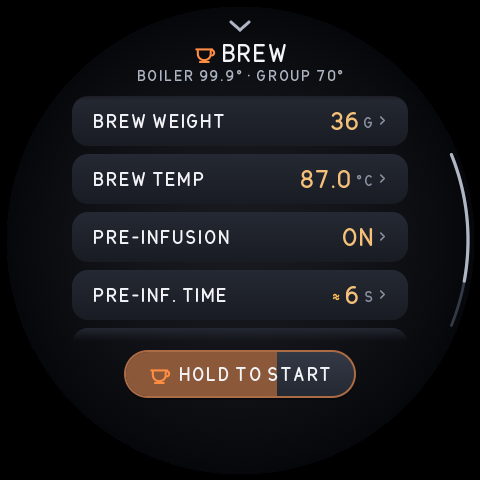 BREW
BOILER 99.9° · GROUP 70°
BREW WEIGHT 36 G >
BREW TEMP 87.0 °C >
PRE-INFUSION ON >
PRE-INF. TIME ≈ 6 S >
HOLD TO START